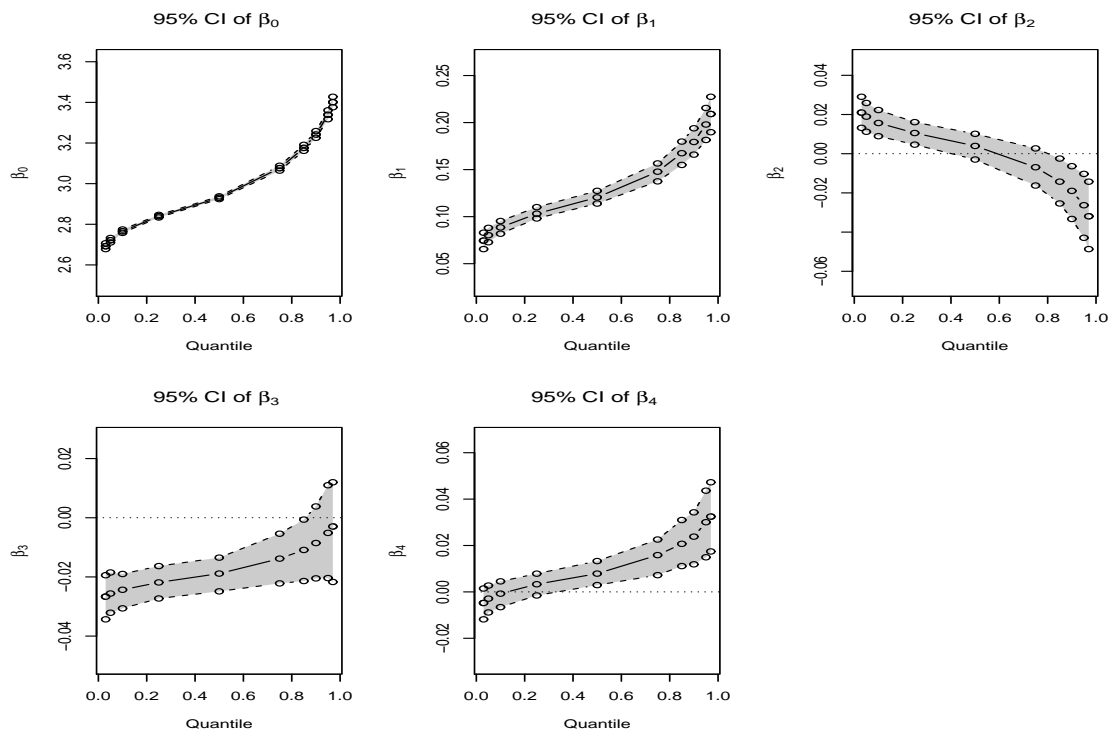 95% CI of β0
95% CI of β1
95% CI of β2
β0
2.6 2.8 3.0 3.2 3.4 3.6
0.0 0.2 0.4 0.6 0.8 1.0
Quantile
β1
0.05 0.10 0.15 0.20 0.25
0.0 0.2 0.4 0.6 0.8 1.0
Quantile
β2
−0.06 −0.02 0.00 0.02 0.04
0.0 0.2 0.4 0.6 0.8 1.0
Quantile
95% CI of β3
95% CI of β4
β3
−0.04 −0.02 0.00 0.02
0.0 0.2 0.4 0.6 0.8 1.0
Quantile
β4
−0.02 0.00 0.02 0.04 0.06
0.0 0.2 0.4 0.6 0.8 1.0
Quantile